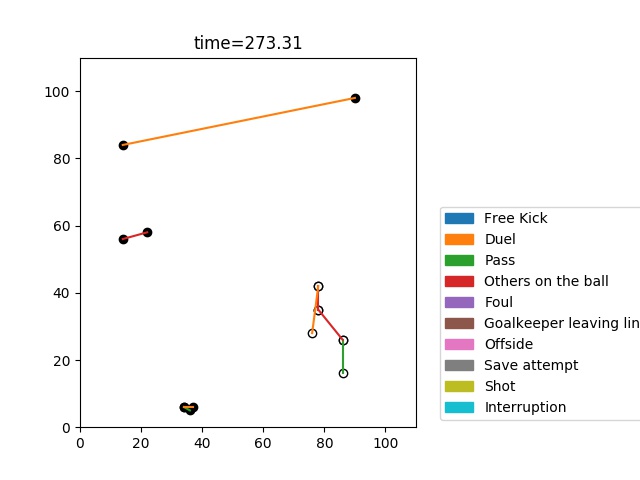 time=273.31
100
80
60
40
20
0
0 20 40 60 80 100
Free Kick
Duel
Pass
Others on the ball
Foul
Goalkeeper leaving lin
Offside
Save attempt
Shot
Interruption